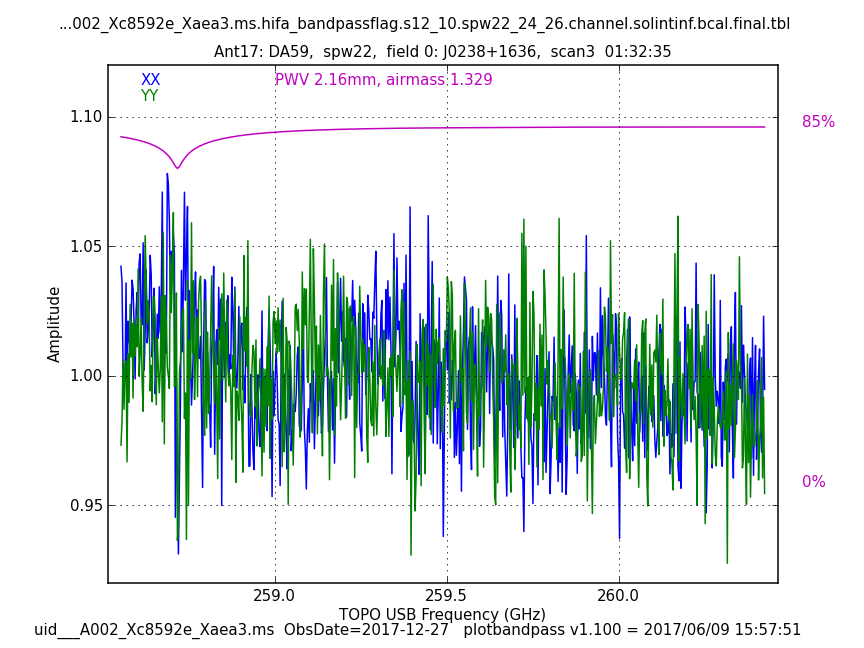 ...002_Xc8592e_Xaea3.ms.hifa_bandpassflag.s12_10.spw22_24_26.channel.solintinf.bcal.final.tbl
Ant17: DA59,  spw22,  field 0: J0238+1636,  scan3  01:32:35
XX
PWV 2.16mm, airmass 1.329
YY
1.10
85%
1.05
Amplitude
1.00
0%
0.95
259.0
259.5
260.0
TOPO USB Frequency (GHz)
uid___A002_Xc8592e_Xaea3.ms  ObsDate=2017-12-27   plotbandpass v1.100 = 2017/06/09 15:57:51